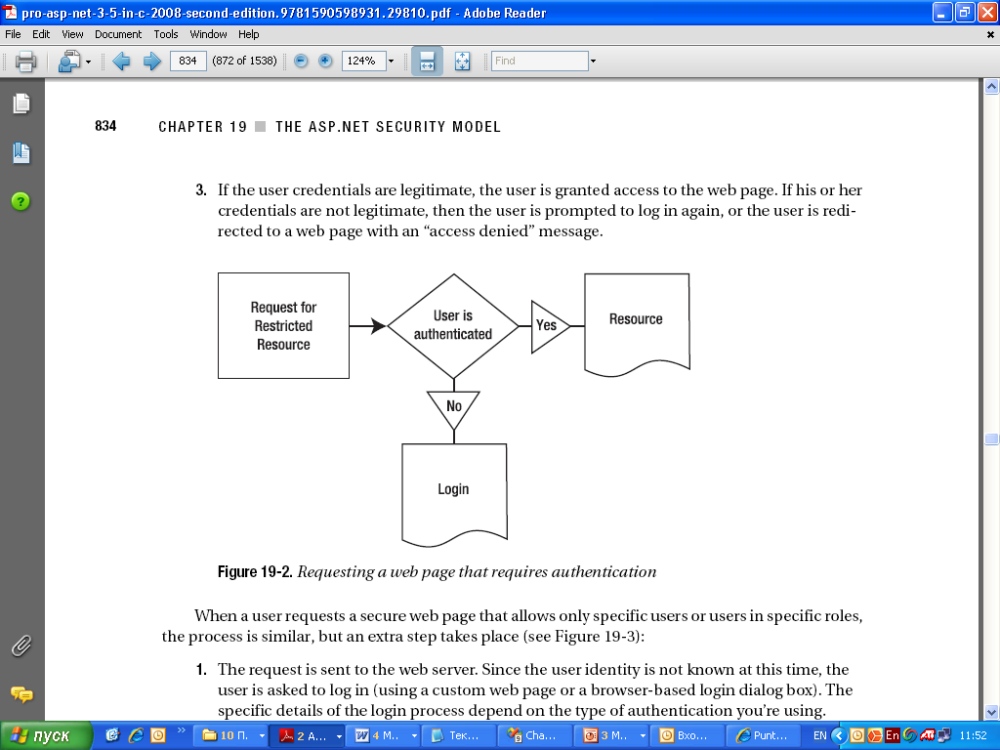 pro-asp-net-3-5-in-c-2008-second-edition.9781590598931.29810.pdf - Adobe Reader
File Edit View Document Tools Window Help
834 (872 of 1538) 124% Find
834 CHAPTER 19 THE ASP.NET SECURITY MODEL
3. If the user credentials are legitimate, the user is granted access to the web page. If his or her
credentials are not legitimate, then the user is prompted to log in again, or the user is redi-
rected to a web page with an “access denied” message.
Request for
Restricted
Resource
User is
authenticated
Yes
Resource
No
Login
Figure 19-2. Requesting a web page that requires authentication
When a user requests a secure web page that allows only specific users or users in specific roles,
the process is similar, but an extra step takes place (see Figure 19-3):
1. The request is sent to the web server. Since the user identity is not known at this time, the
user is asked to log in (using a custom web page or a browser-based login dialog box). The
specific details of the login process depend on the type of authentication you’re using.
пуск 10 П... 2 A... 4 M... Тек... Cha... 3 M... Вхо... Punt... EN En 11:52